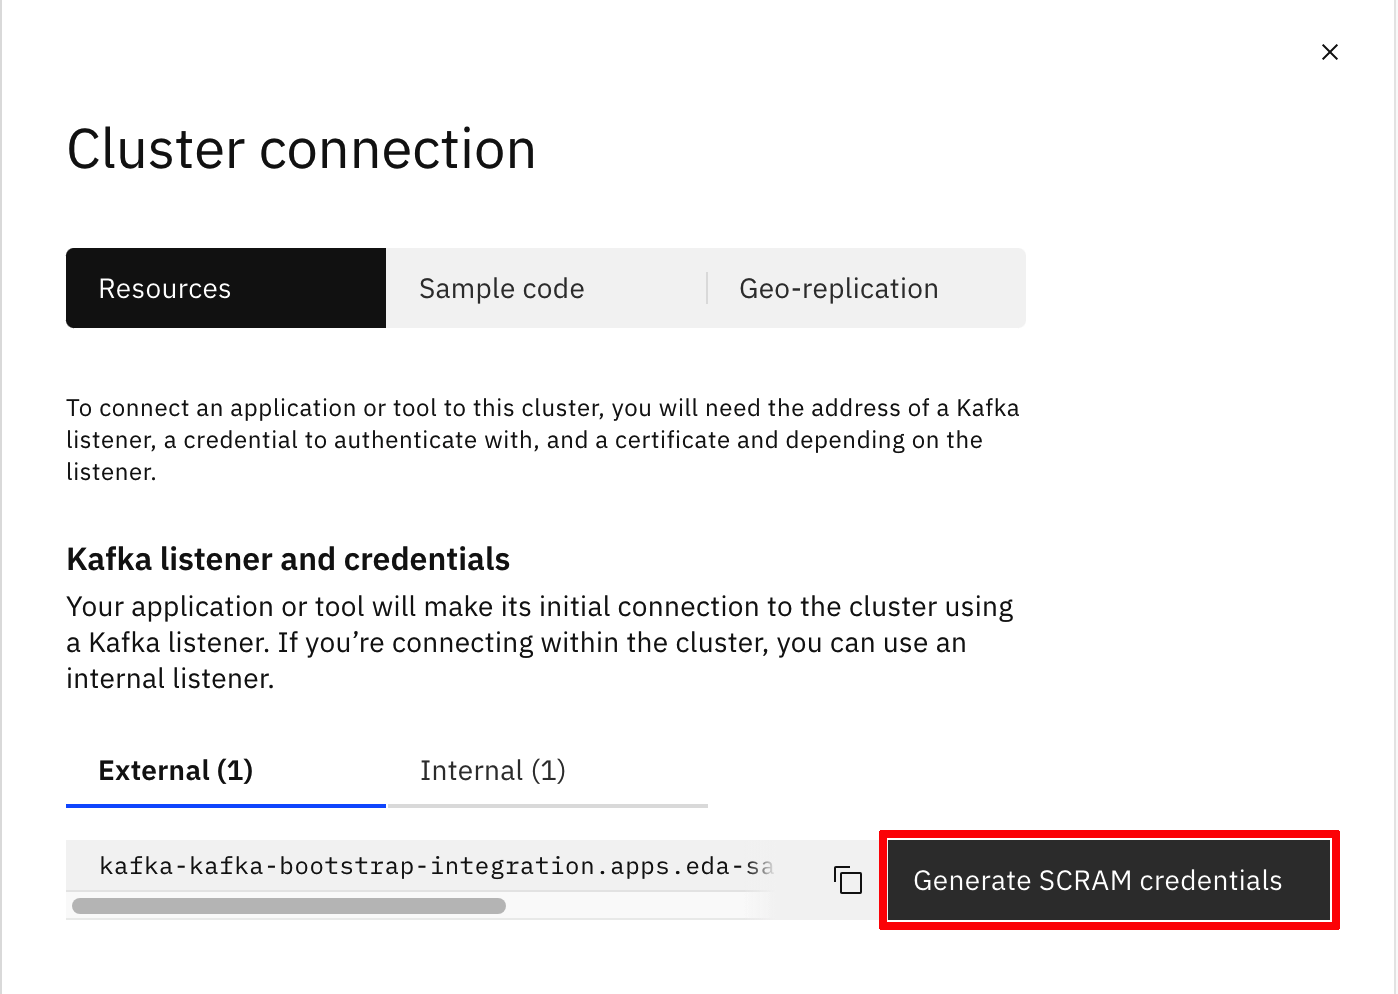 Cluster connection
Resources
Sample code
Geo-replication
To connect an application or tool to this cluster, you will need the address of a Kafka
listener, a credential to authenticate with, and a certificate and depending on the
listener.
Kafka listener and credentials
Your application or tool will make its initial connection to the cluster using
a Kafka listener. If you’re connecting within the cluster, you can use an
internal listener.
External (1)
Internal (1)
kafka-kafka-bootstrap-integration.apps.eda-sa
Generate SCRAM credentials